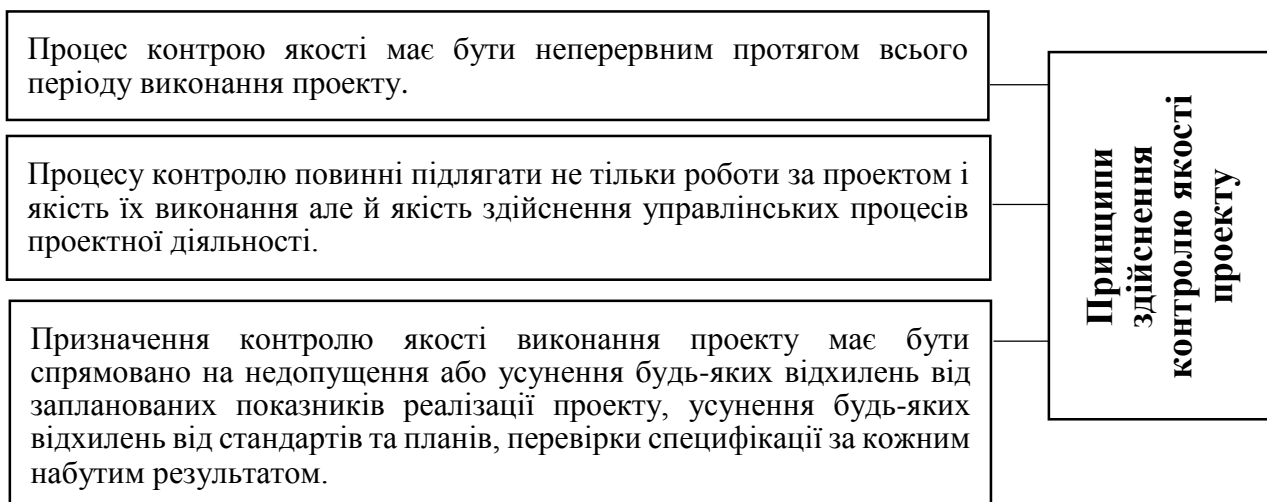 Процес контрою якості має бути неперервним протягом всього
періоду виконання проекту.
Процесу контролю повинні підлягати не тільки роботи за проектом і
якість їх виконання але й якість здійснення управлінських процесів
проектної діяльності.
Призначення контролю якості виконання проекту має бути
спрямовано на недопущення або усунення будь-яких відхилень від
запланованих показників реалізації проекту, усунення будь-яких
відхилень від стандартів та планів, перевірки специфікації за кожним
набутим результатом.
Принципи
здійснення
контролю якості
проекту